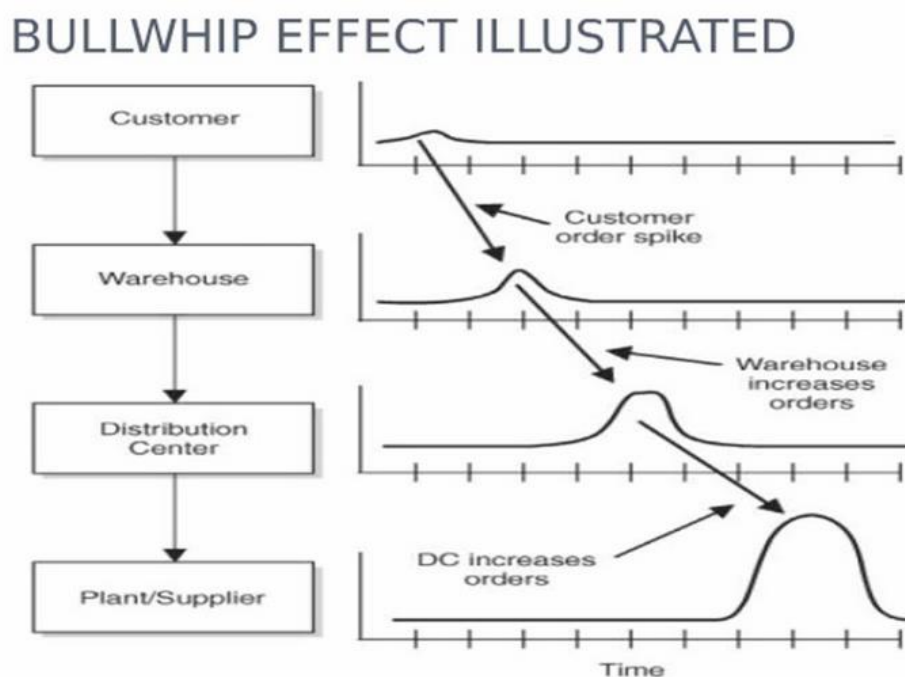 BULLWHIP EFFECT ILLUSTRATED
Customer
Customer
order spike
Warehouse
Warehouse
increases
orders
Distribution
Center
DC increases
orders
Plant/Supplier
Time